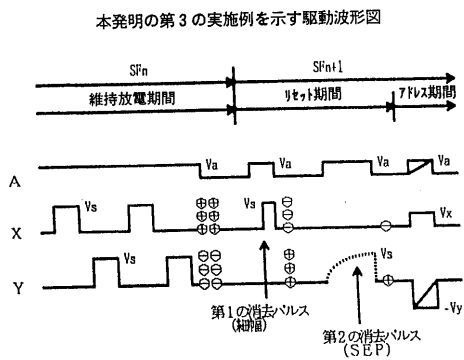 本発明の第3の実施例を示す駆動波形図
SFn SFn+1
維持放電期間 リセット期間 アドレス期間
A Va Va Va Va
X Vs Vs Vx
Y Vs Vs -Vy
第1の消去パルス
(細幅)
第2の消去パルス
(SEP)